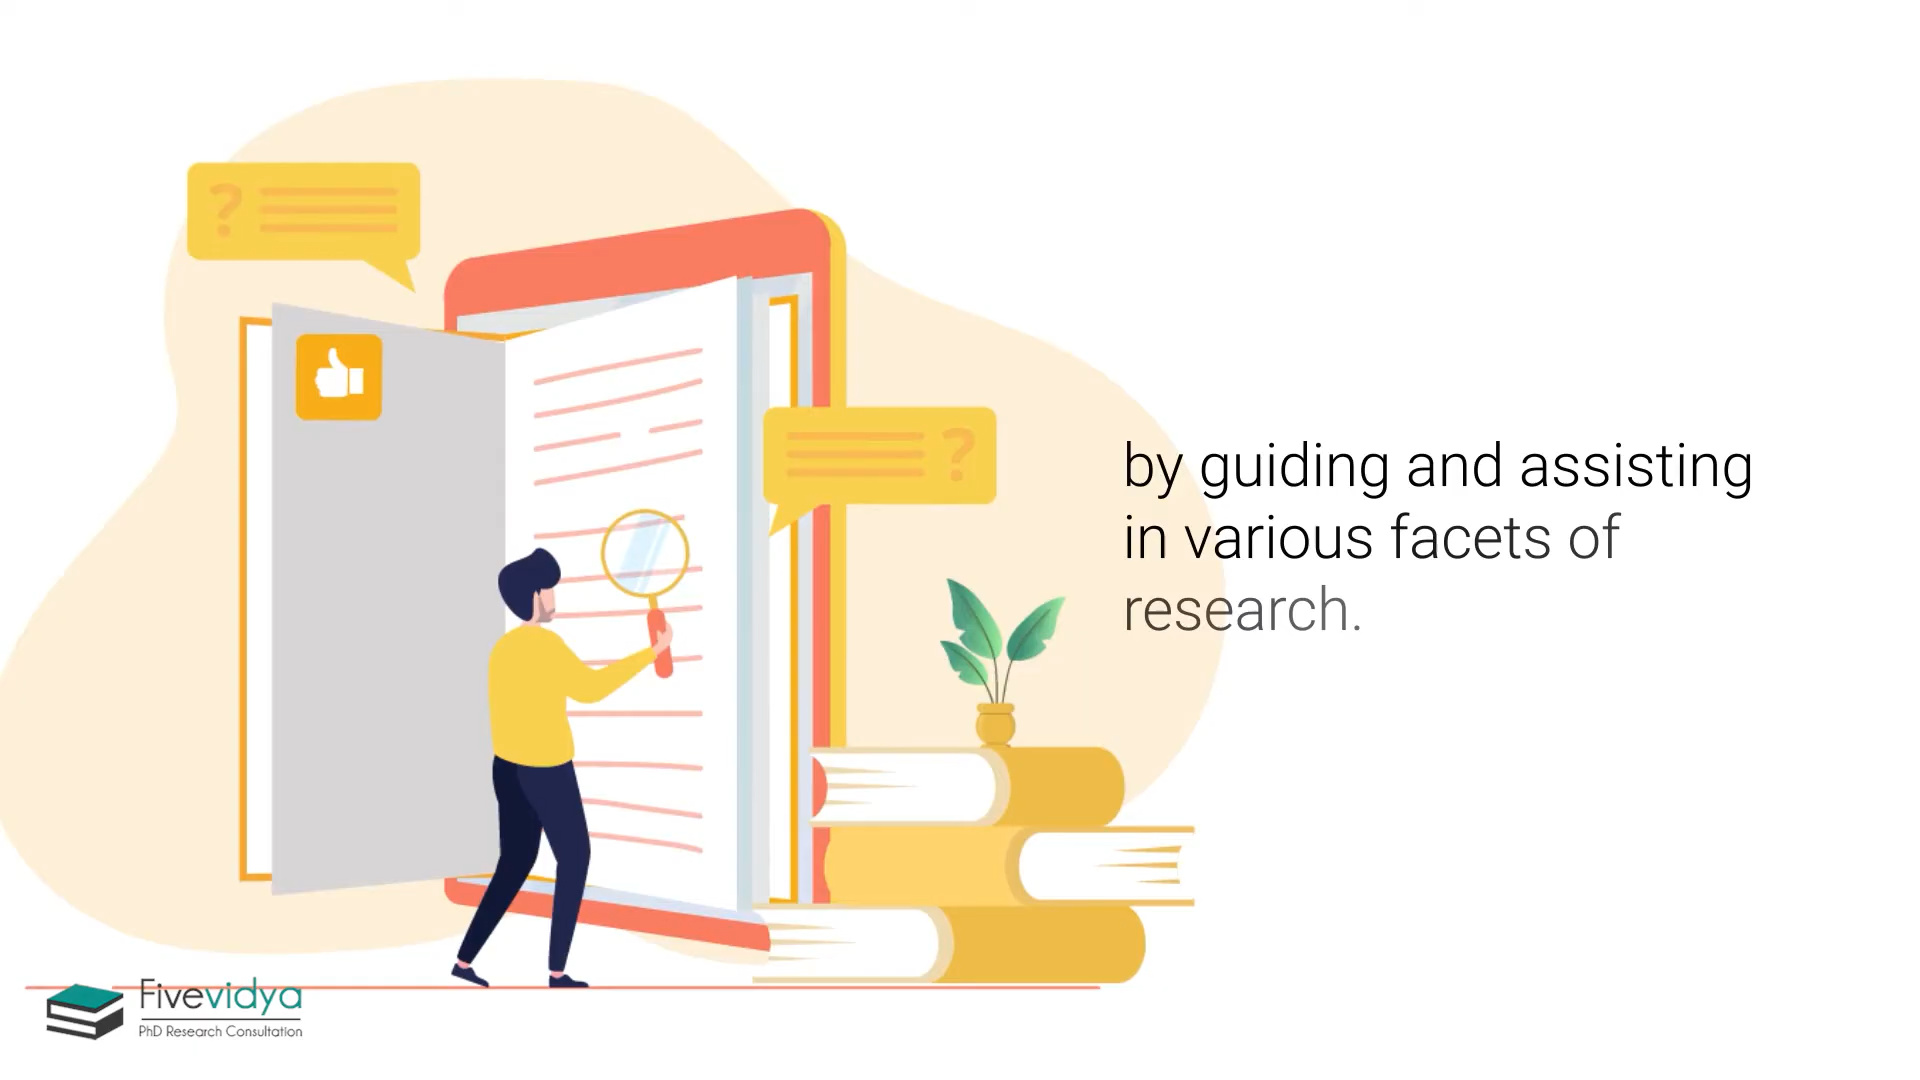 ?
?
by guiding and assisting
in various facets of
research.
Fivevidya
PhD Research Consultation